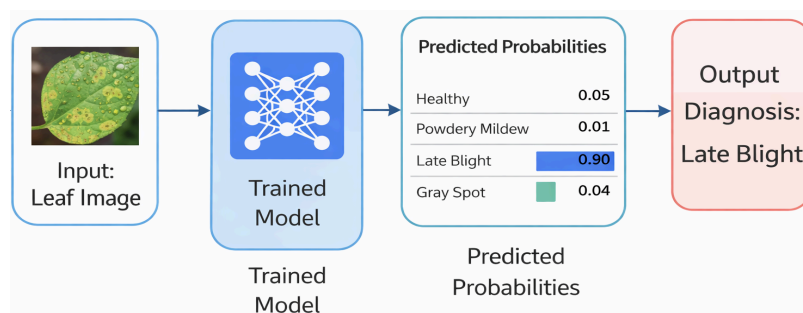 Input:
Leaf Image
Trained
Model
Trained
Model
Predicted Probabilities
Healthy 0.05
Powdery Mildew 0.01
Late Blight 0.90
Gray Spot 0.04
Predicted
Probabilities
Output
Diagnosis:
Late Blight